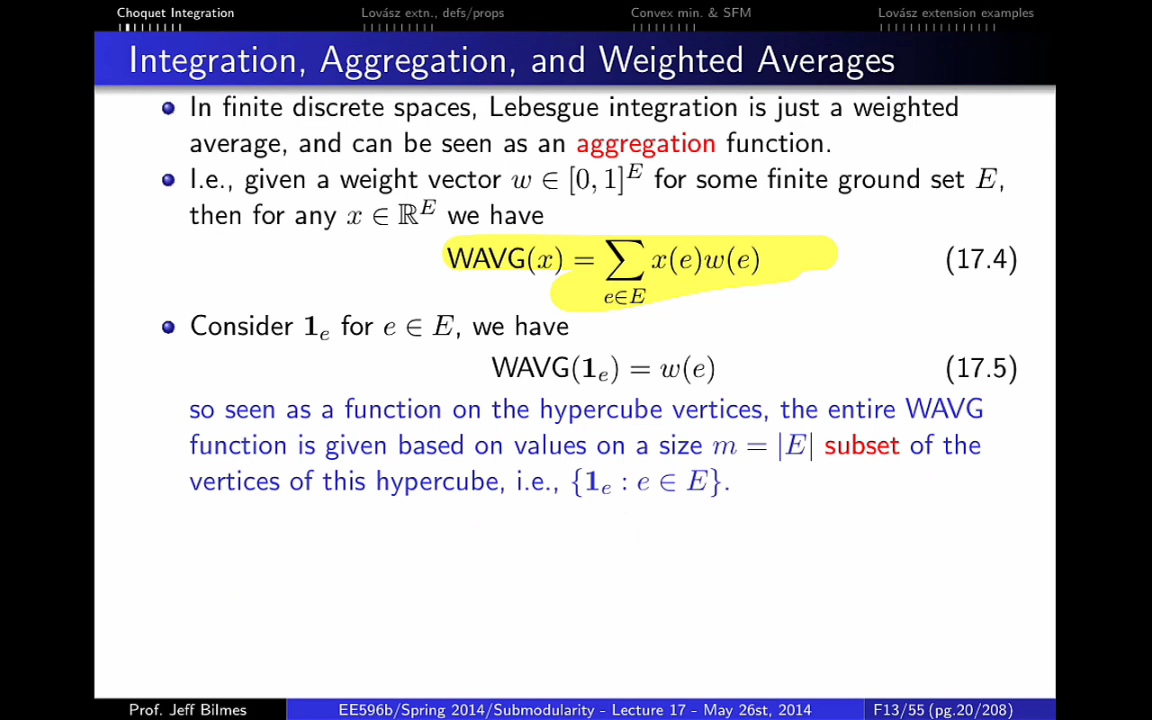 Choquet Integration Lovász extn., defs/props Convex min. & SFM Lovász extension examples
Integration, Aggregation, and Weighted Averages
In finite discrete spaces, Lebesgue integration is just a weighted
average, and can be seen as an aggregation function.
I.e., given a weight vector w ∈ [0, 1]^E for some finite ground set E,
then for any x ∈ ℝ^E we have
WAVG(x) = ∑_{e∈E} x(e)w(e) (17.4)
Consider 1_e for e ∈ E, we have
WAVG(1_e) = w(e) (17.5)
so seen as a function on the hypercube vertices, the entire WAVG
function is given based on values on a size m = |E| subset of the
vertices of this hypercube, i.e., {1_e : e ∈ E}.
Prof. Jeff Bilmes EE596b/Spring 2014/Submodularity - Lecture 17 - May 26st, 2014 F13/55 (pg.20/208)